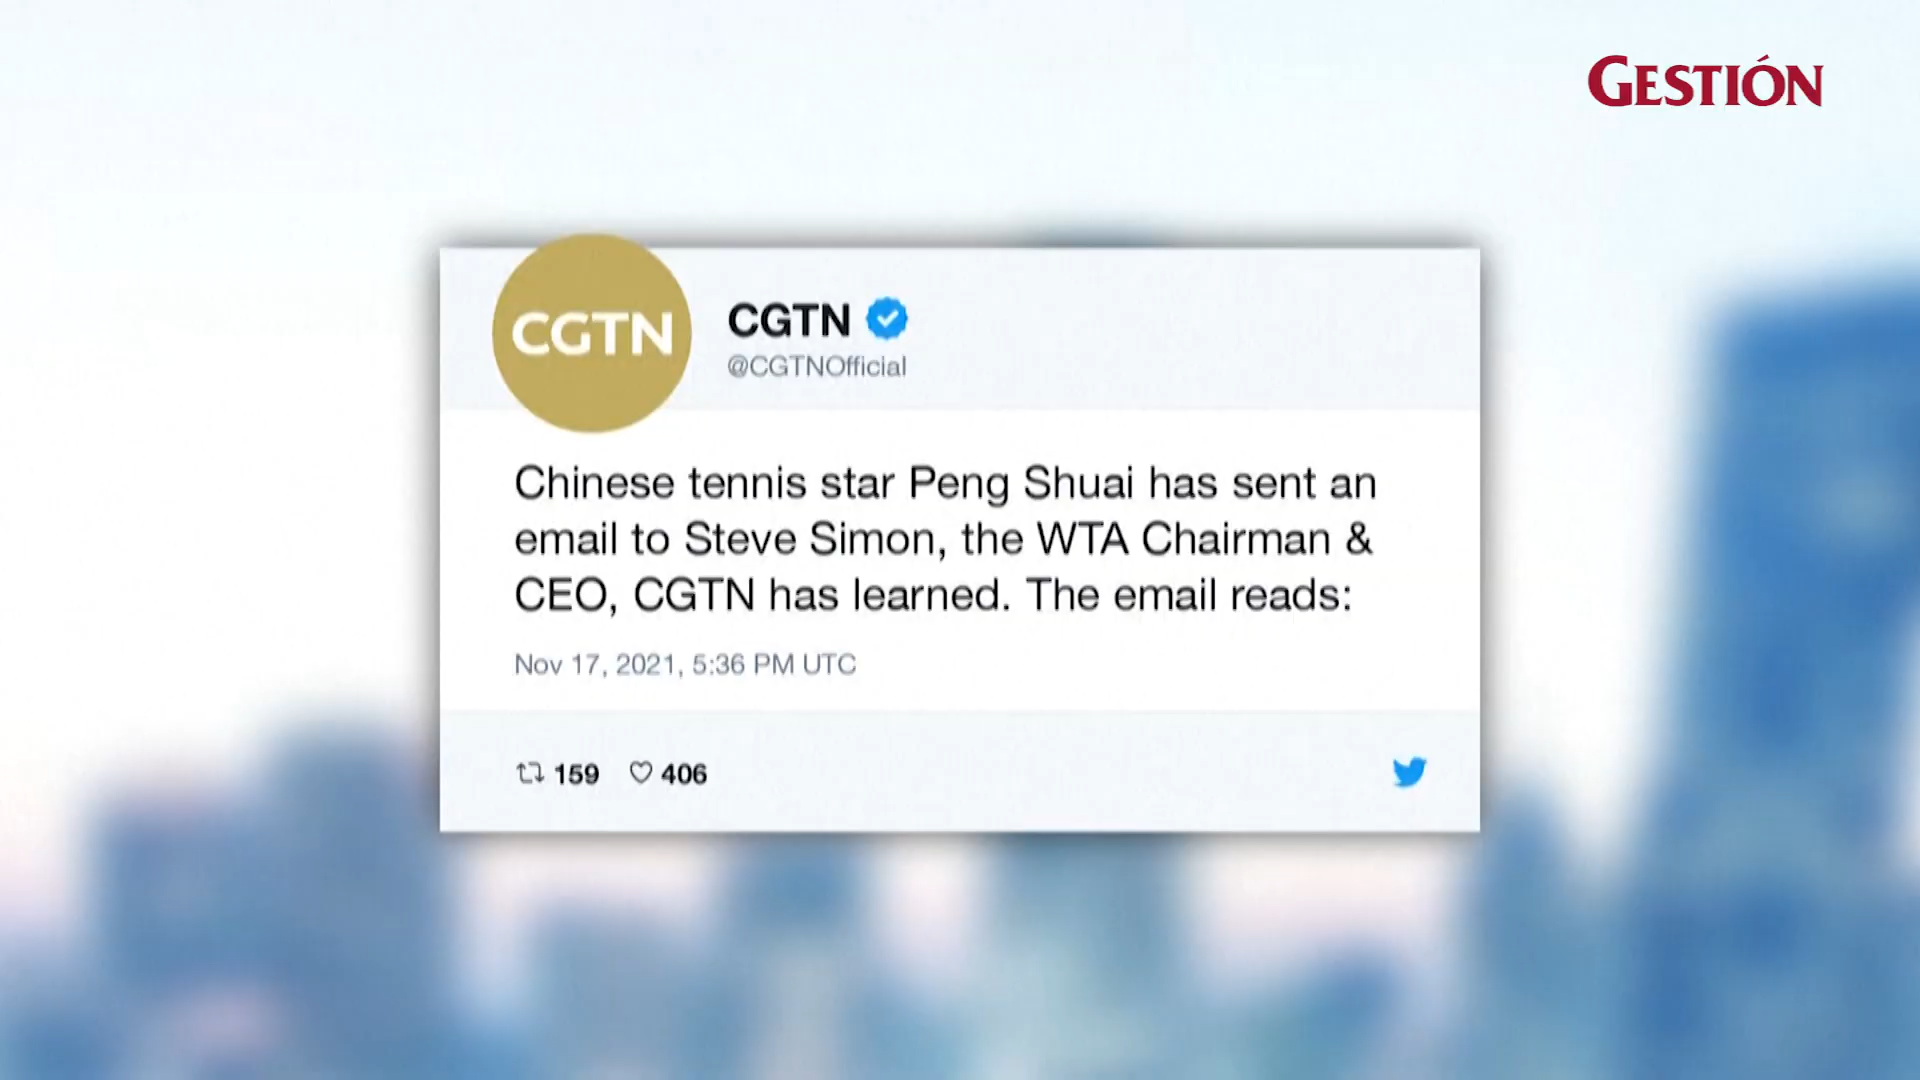 GESTIÓN
CGTN
CGTN
@CGTNOfficial
Chinese tennis star Peng Shuai has sent an
email to Steve Simon, the WTA Chairman &
CEO, CGTN has learned. The email reads:
Nov 17, 2021, 5:36 PM UTC
159 406